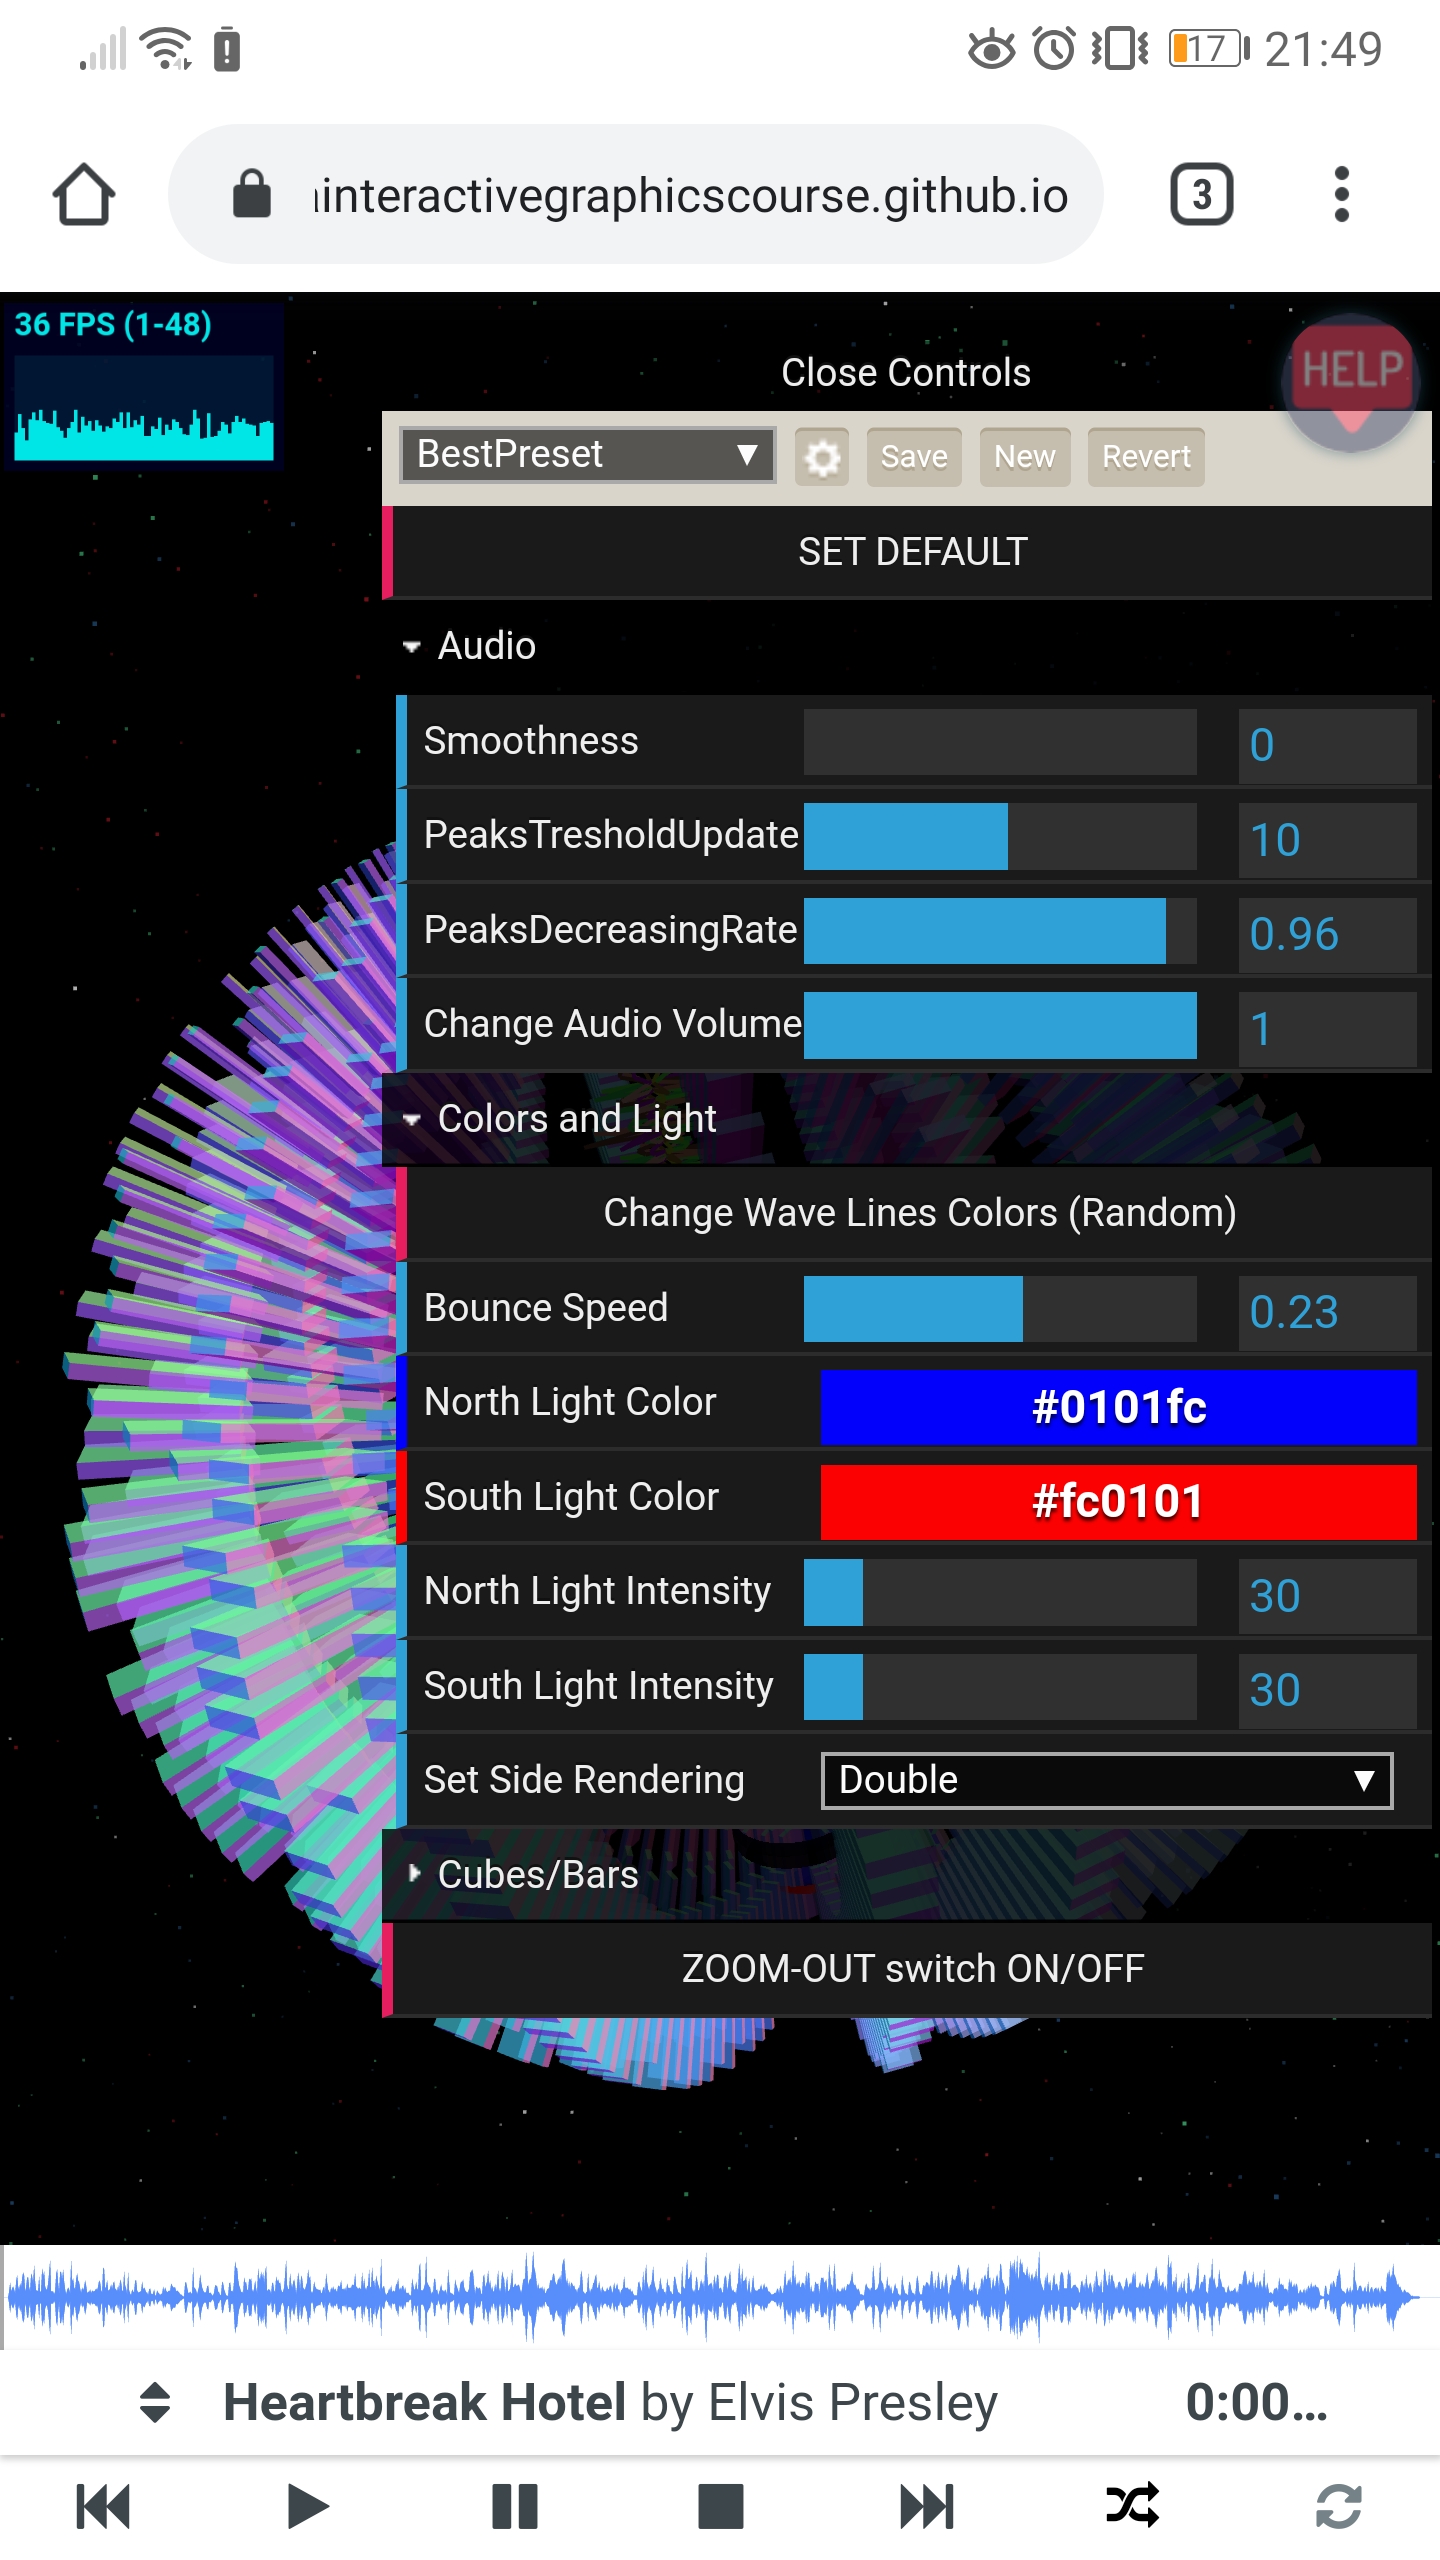 17 21:49
interactivegraphicscourse.github.io
3
36 FPS (1-48)
HELP
Close Controls
BestPreset
Save
New
Revert
SET DEFAULT
Audio
Smoothness 0
PeaksTresholdUpdate 10
PeaksDecreasingRate 0.96
Change Audio Volume 1
Colors and Light
Change Wave Lines Colors (Random)
Bounce Speed 0.23
North Light Color #0101fc
South Light Color #fc0101
North Light Intensity 30
South Light Intensity 30
Set Side Rendering Double
Cubes/Bars
ZOOM-OUT switch ON/OFF
Heartbreak Hotel by Elvis Presley 0:00...